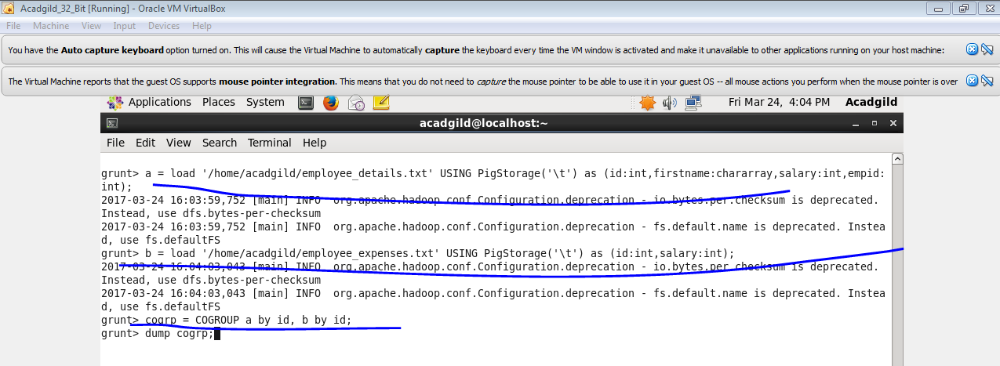 Acadgild_32_Bit [Running] - Oracle VM VirtualBox
File Machine View Input Devices Help
You have the Auto capture keyboard option turned on. This will cause the Virtual Machine to automatically capture the keyboard every time the VM window is activated and make it unavailable to other applications running on your host machine:
The Virtual Machine reports that the guest OS supports mouse pointer integration. This means that you do not need to capture the mouse pointer to be able to use it in your guest OS -- all mouse actions you perform when the mouse pointer is over
Applications Places System Fri Mar 24, 4:04 PM Acadgild
acadgild@localhost:~
File Edit View Search Terminal Help
grunt> a = load '/home/acadgild/employee_details.txt' USING PigStorage('\t') as (id:int,firstname:chararray,salary:int,empid:
int);
2017-03-24 16:03:59,752 [main] INFO org.apache.hadoop.conf.Configuration.deprecation - io.bytes.per.checksum is deprecated.
Instead, use dfs.bytes-per-checksum
2017-03-24 16:03:59,752 [main] INFO org.apache.hadoop.conf.Configuration.deprecation - fs.default.name is deprecated. Instea
d, use fs.defaultFS
grunt> b = load '/home/acadgild/employee_expenses.txt' USING PigStorage('\t') as (id:int,salary:int);
2017-03-24 16:04:03,043 [main] INFO org.apache.hadoop.conf.Configuration.deprecation - io.bytes.per.checksum is deprecated.
Instead, use dfs.bytes-per-checksum
2017-03-24 16:04:03,043 [main] INFO org.apache.hadoop.conf.Configuration.deprecation - fs.default.name is deprecated. Instea
d, use fs.defaultFS
grunt> cogrp = COGROUP a by id, b by id;
grunt> dump cogrp;